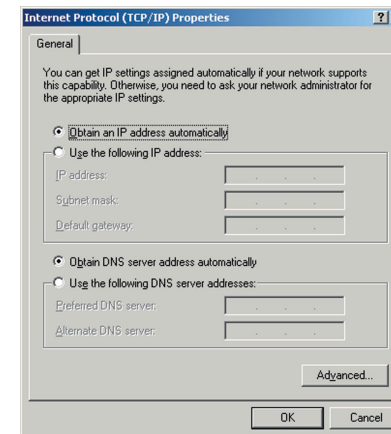 Internet Protocol (TCP/IP) Properties
?
General
You can get IP settings assigned automatically if your network supports
this capability. Otherwise, you need to ask your network administrator for
the appropriate IP settings.
Obtain an IP address automatically
Use the following IP address:
IP address:
Subnet mask:
Default gateway:
Obtain DNS server address automatically
Use the following DNS server addresses:
Preferred DNS server:
Alternate DNS server:
Advanced...
OK Cancel